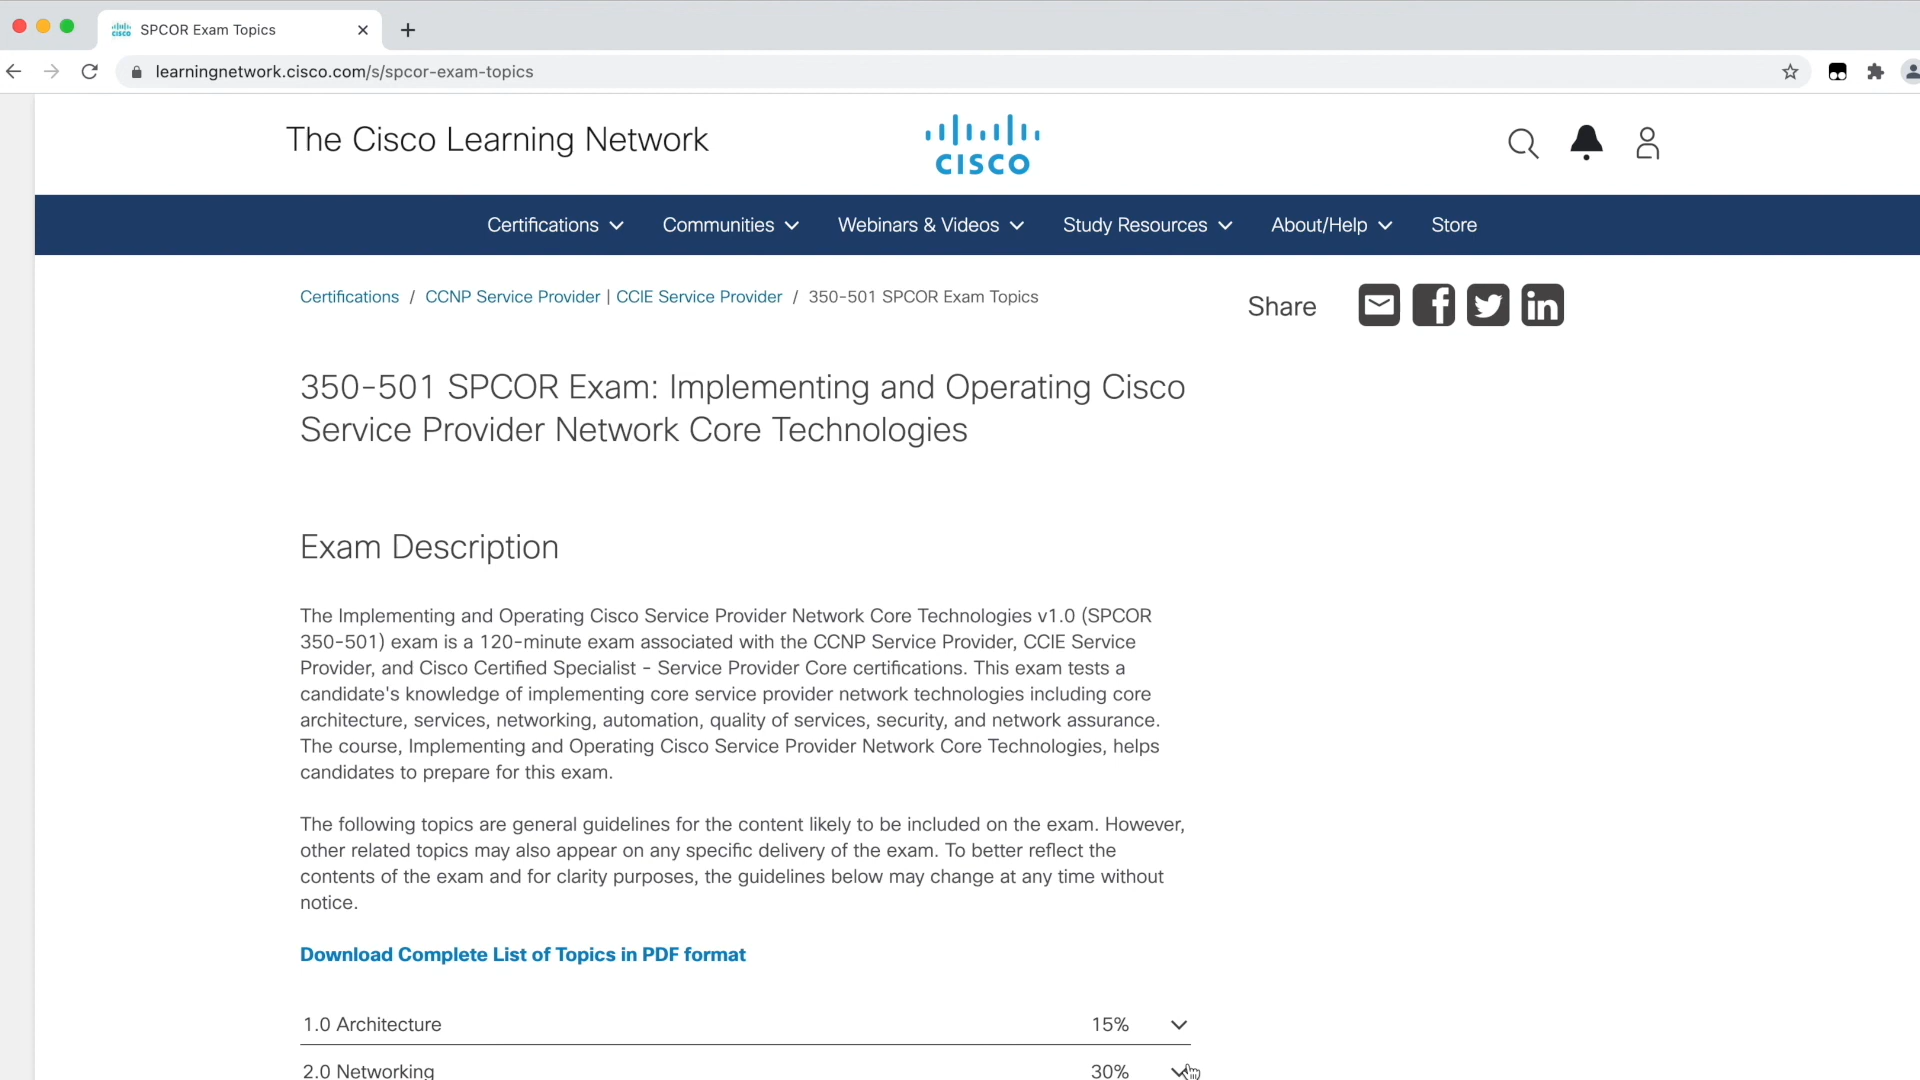 SPCOR Exam Topics
learningnetwork.cisco.com/s/spcor-exam-topics
The Cisco Learning Network
CISCO
Certifications Communities Webinars & Videos Study Resources About/Help Store
Certifications / CCNP Service Provider | CCIE Service Provider / 350-501 SPCOR Exam Topics
Share
350-501 SPCOR Exam: Implementing and Operating Cisco
Service Provider Network Core Technologies
Exam Description
The Implementing and Operating Cisco Service Provider Network Core Technologies v1.0 (SPCOR
350-501) exam is a 120-minute exam associated with the CCNP Service Provider, CCIE Service
Provider, and Cisco Certified Specialist - Service Provider Core certifications. This exam tests a
candidate's knowledge of implementing core service provider network technologies including core
architecture, services, networking, automation, quality of services, security, and network assurance.
The course, Implementing and Operating Cisco Service Provider Network Core Technologies, helps
candidates to prepare for this exam.
The following topics are general guidelines for the content likely to be included on the exam. However,
other related topics may also appear on any specific delivery of the exam. To better reflect the
contents of the exam and for clarity purposes, the guidelines below may change at any time without
notice.
Download Complete List of Topics in PDF format
1.0 Architecture 15%
2.0 Networking 30%